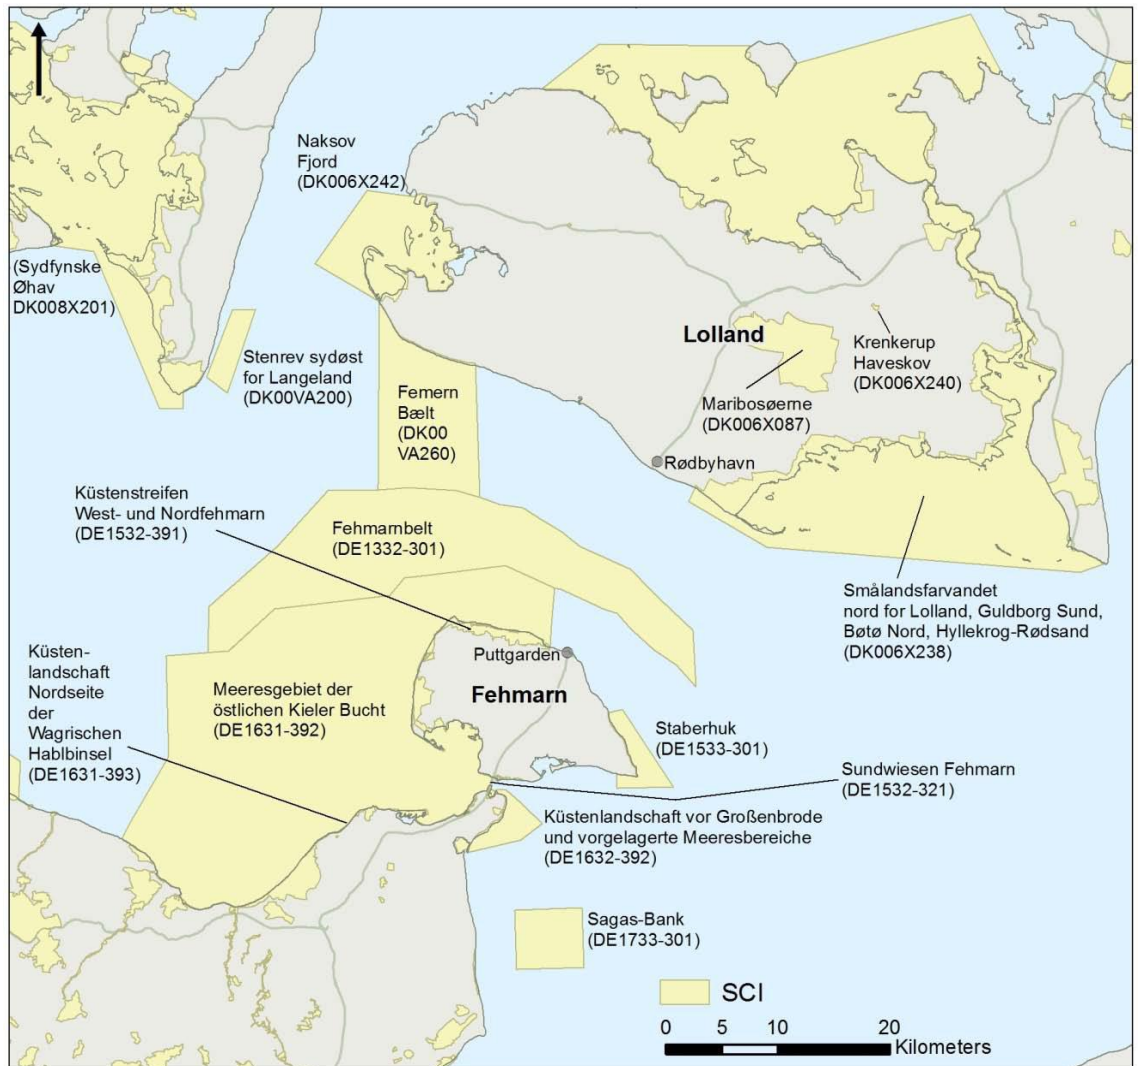 Naksov
Fjord
(DK006X242)
(Sydfynske
Øhav
DK008X201)
Stenrev sydøst
for Langeland
(DK00VA200)
Femern
Bælt
(DK00
VA260)
Lolland
Krenkerup
Haveskov
(DK006X240)
Maribosøerne
(DK006X087)
Rødbyhavn
Küstenstreifen
West- und Nordfehmarn
(DE1532-391)
Fehmarnbelt
(DE1332-301)
Smålandsfarvandet
nord for Lolland, Guldborg Sund,
Bøtø Nord, Hyllekrog-Rødsand
(DK006X238)
Küsten-
landschaft
Nordseite
der
Wagrischen
Hablbinsel
(DE1631-393)
Meeresgebiet der
östlichen Kieler Bucht
(DE1631-392)
Puttgarden
Fehmarn
Staberhuk
(DE1533-301)
Sundwiesen Fehmarn
(DE1532-321)
Küstenlandschaft vor Großenbrode
und vorgelagerte Meeresbereiche
(DE1632-392)
Sagas-Bank
(DE1733-301)
SCI
0 5 10 20
Kilometers